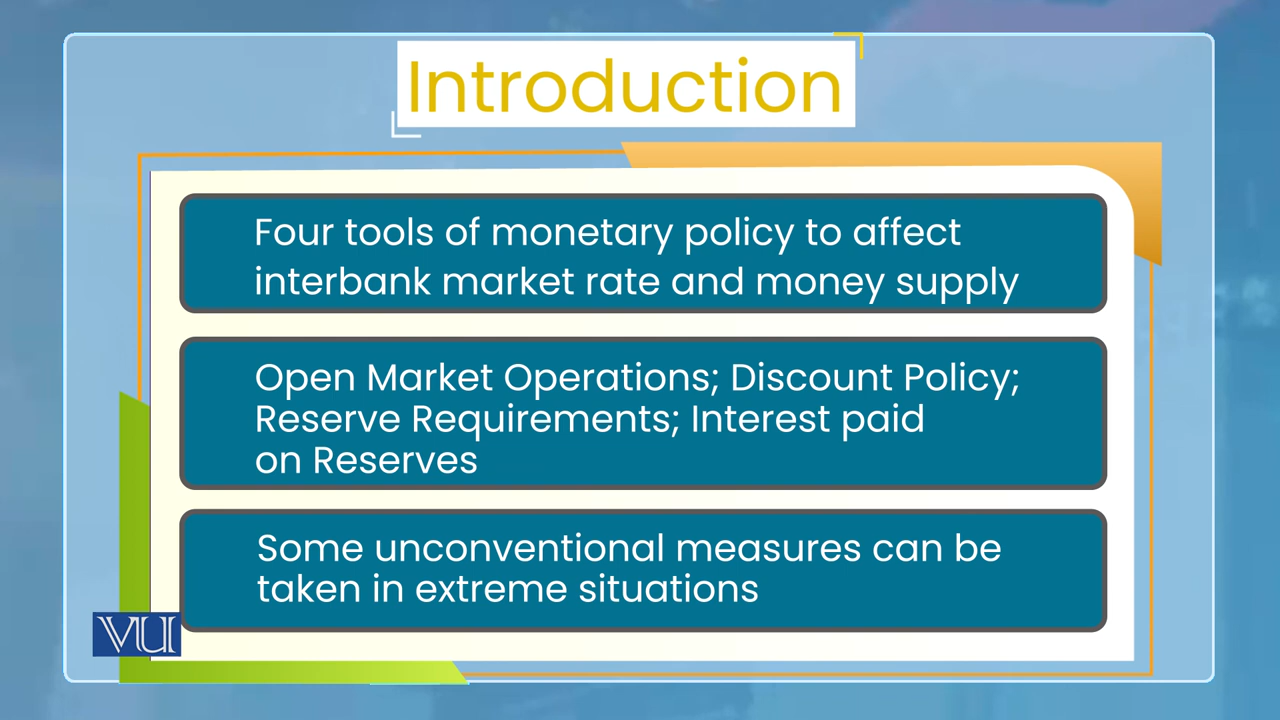 Introduction
Four tools of monetary policy to affect
interbank market rate and money supply
Open Market Operations; Discount Policy;
Reserve Requirements; Interest paid
on Reserves
Some unconventional measures can be
taken in extreme situations
VU